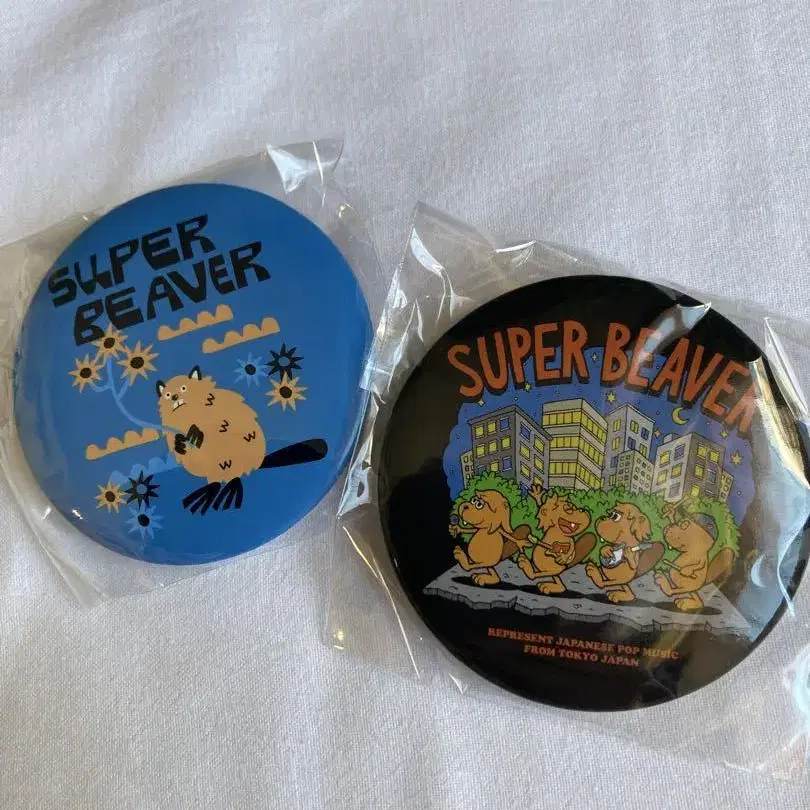 SUPER
BEAVER
SUPER BEAVER
REPRESENT JAPANESE POP MUSIC
FROM TOKYO JAPAN